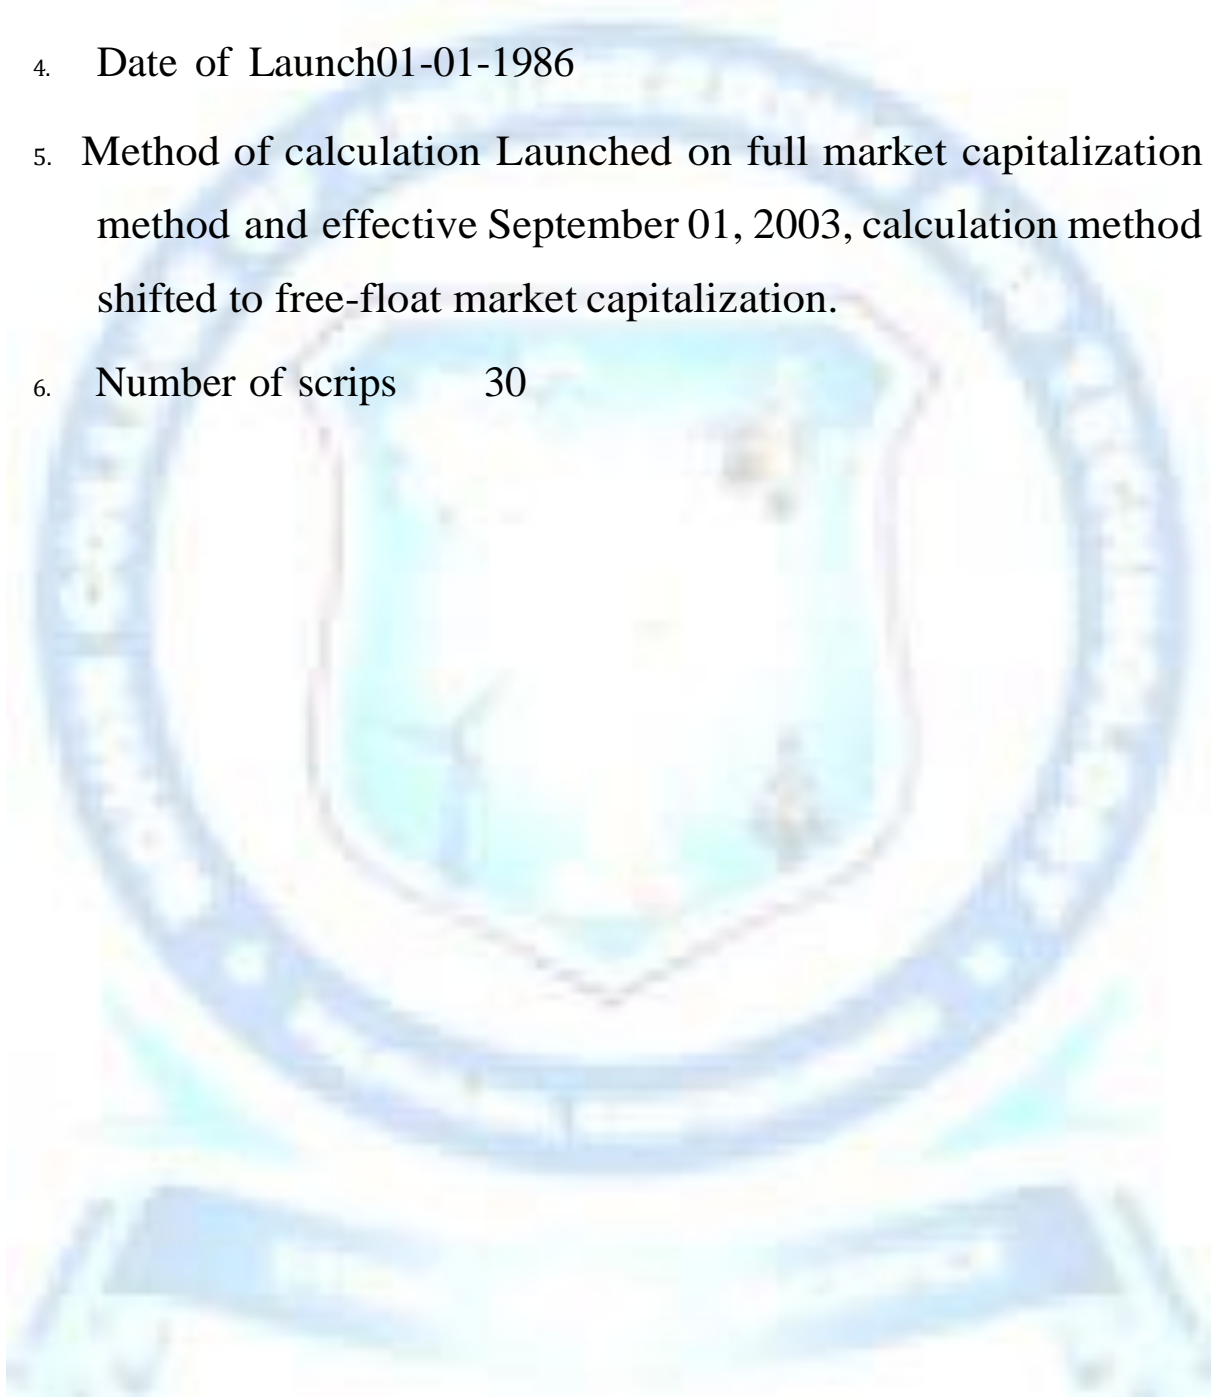 4. Date of Launch01-01-1986
5. Method of calculation Launched on full market capitalization
method and effective September 01, 2003, calculation method
shifted to free-float market capitalization.
6. Number of scrips 30